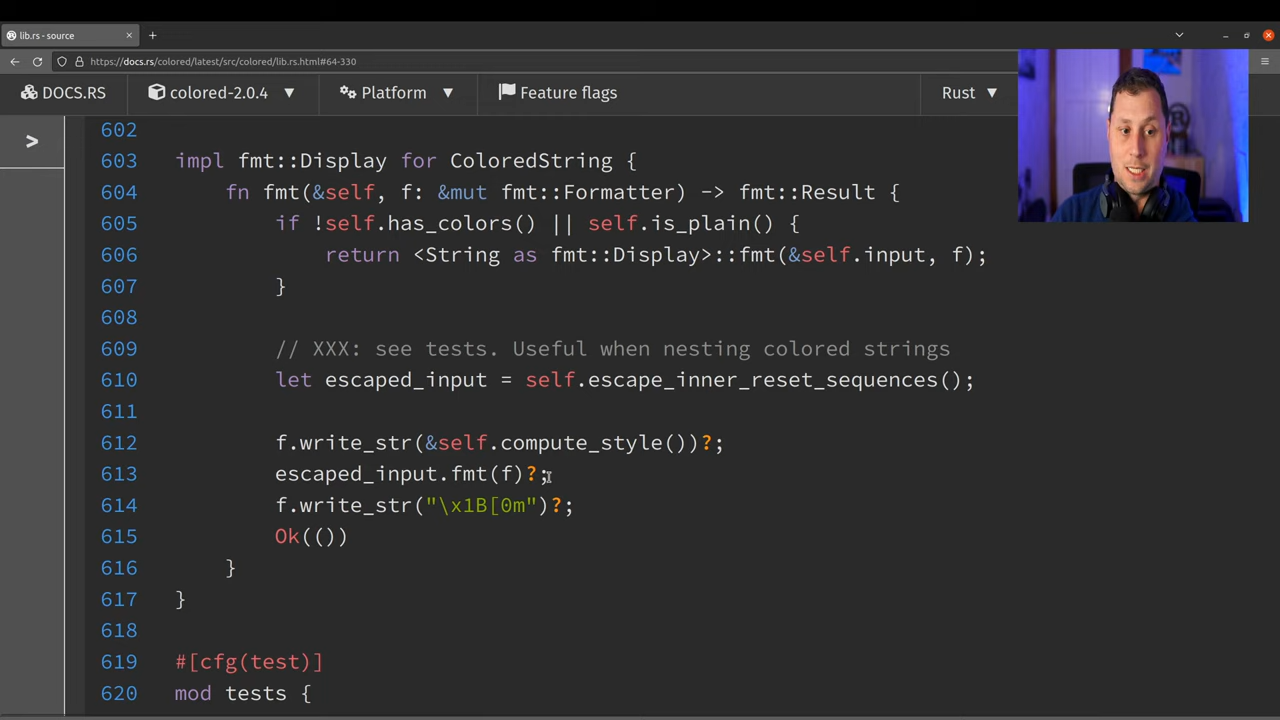 lib.rs - source
https://docs.rs/colored/latest/src/colored/lib.rs.html#64-330
DOCS.RS colored-2.0.4 Platform Feature flags Rust
602
603 impl fmt::Display for ColoredString {
604 fn fmt(&self, f: &mut fmt::Formatter) -> fmt::Result {
605 if !self.has_colors() || self.is_plain() {
606 return <String as fmt::Display>::fmt(&self.input, f);
607 }
608
609 // XXX: see tests. Useful when nesting colored strings
610 let escaped_input = self.escape_inner_reset_sequences();
611
612 f.write_str(&self.compute_style())?;
613 escaped_input.fmt(f)?;
614 f.write_str("\x1B[0m")?;
615 Ok(())
616 }
617 }
618
619 #[cfg(test)]
620 mod tests {